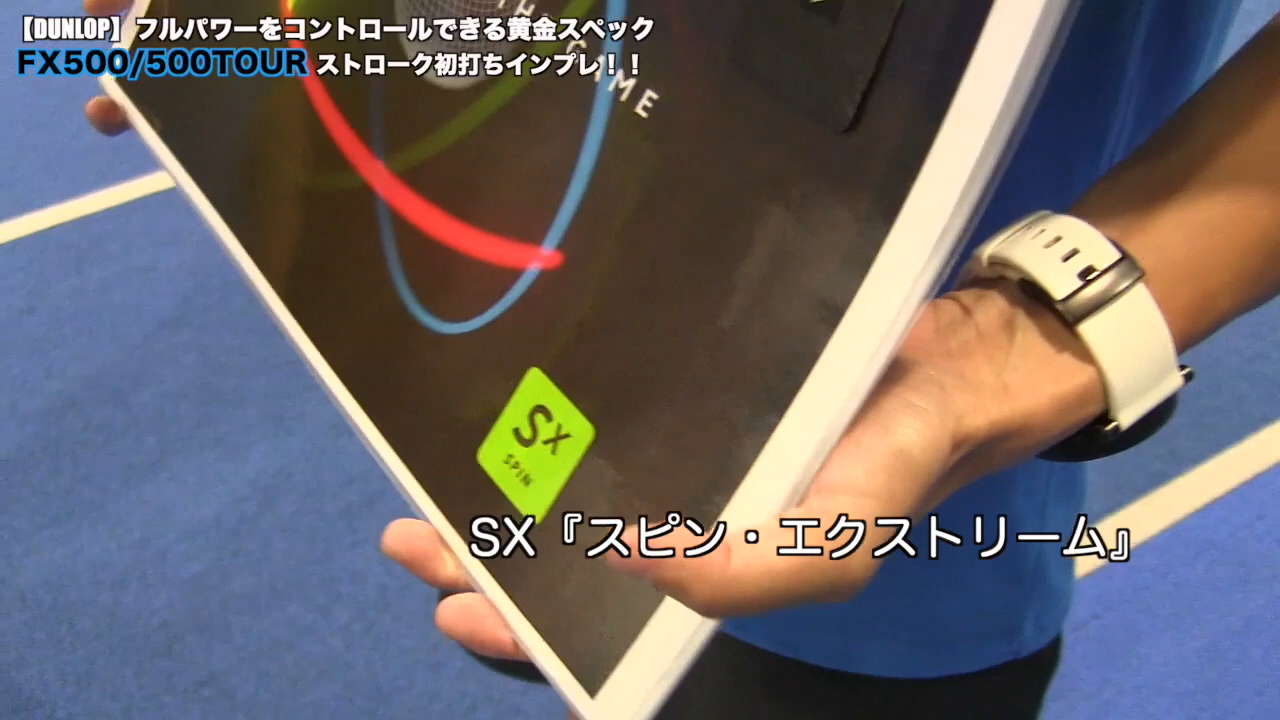 【DUNLOP】フルパワーをコントロールできる黄金スペック
FX500/500TOUR ストローク初打ちインプレ！！
GAME
SX
SPIN
SX『スピン・エクストリーム』